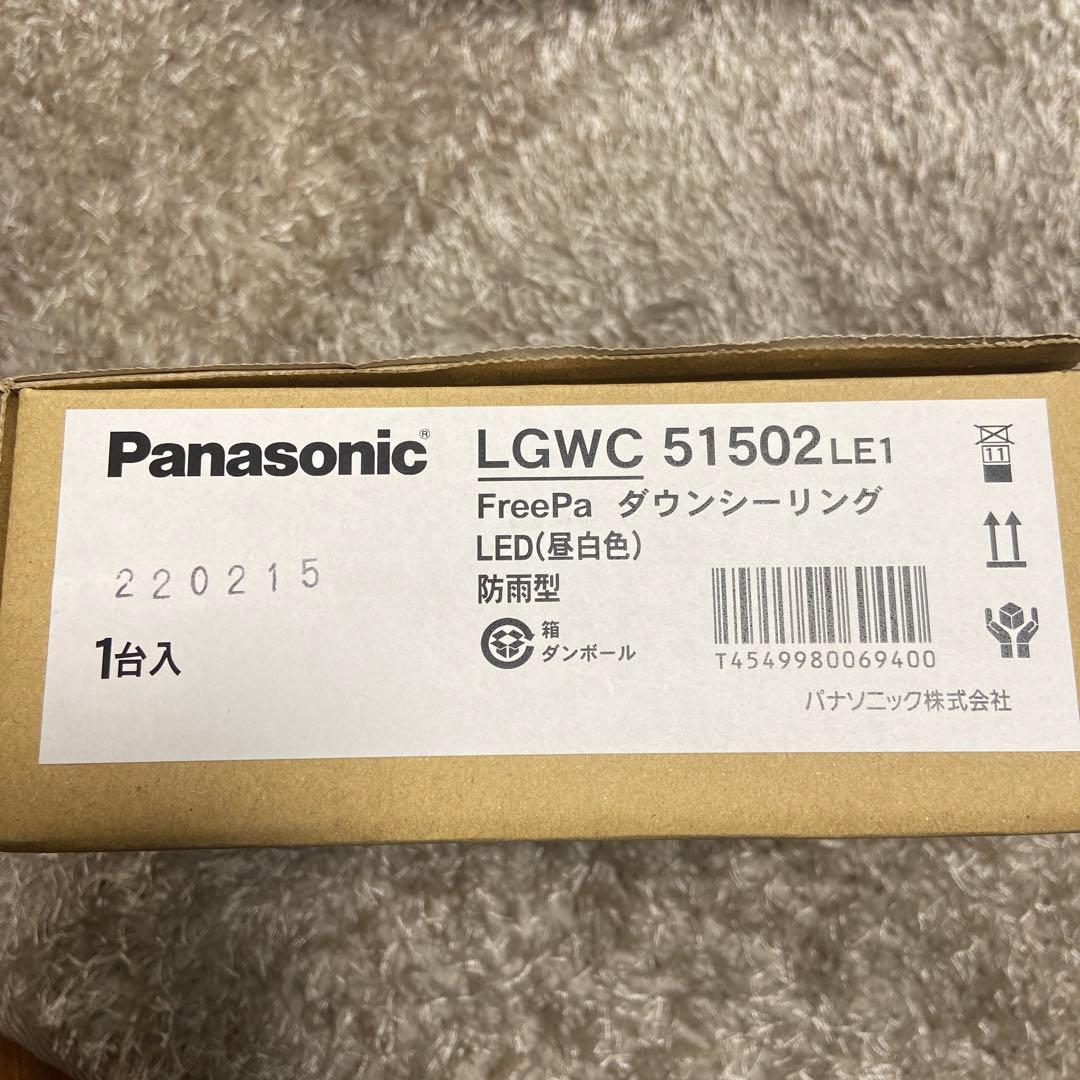 Panasonic®
LGWC 51502 LE1
FreePa ダウンシーリング
LED(昼白色)
防雨型
220215
1台入
箱
ダンボール
11
T4549980069400
パナソニック株式会社